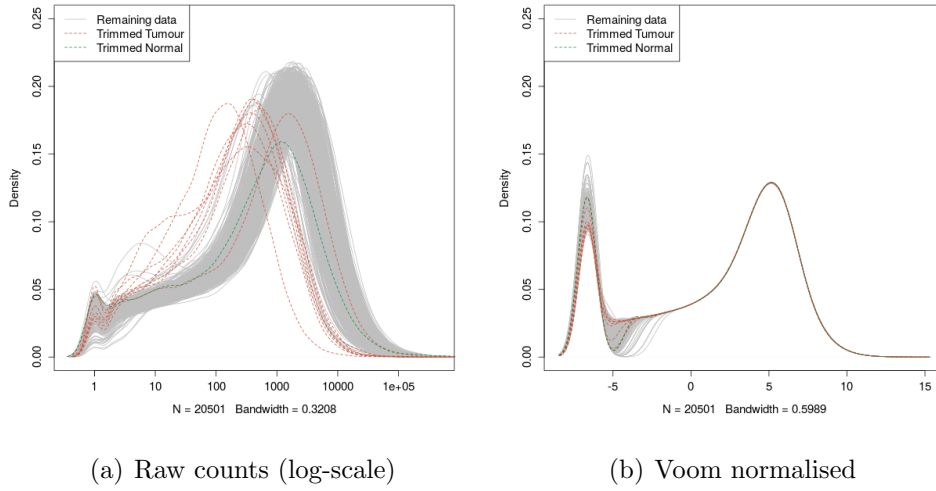 Remaining data
Trimmed Tumour
Trimmed Normal
0.25
0.20
0.15
0.10
0.05
0.00
Density
1 10 100 1000 10000 1e+05
N = 20501 Bandwidth = 0.3208
(a) Raw counts (log-scale)
Remaining data
Trimmed Tumour
Trimmed Normal
0.25
0.20
0.15
0.10
0.05
0.00
Density
-5 0 5 10 15
N = 20501 Bandwidth = 0.5989
(b) Voom normalised